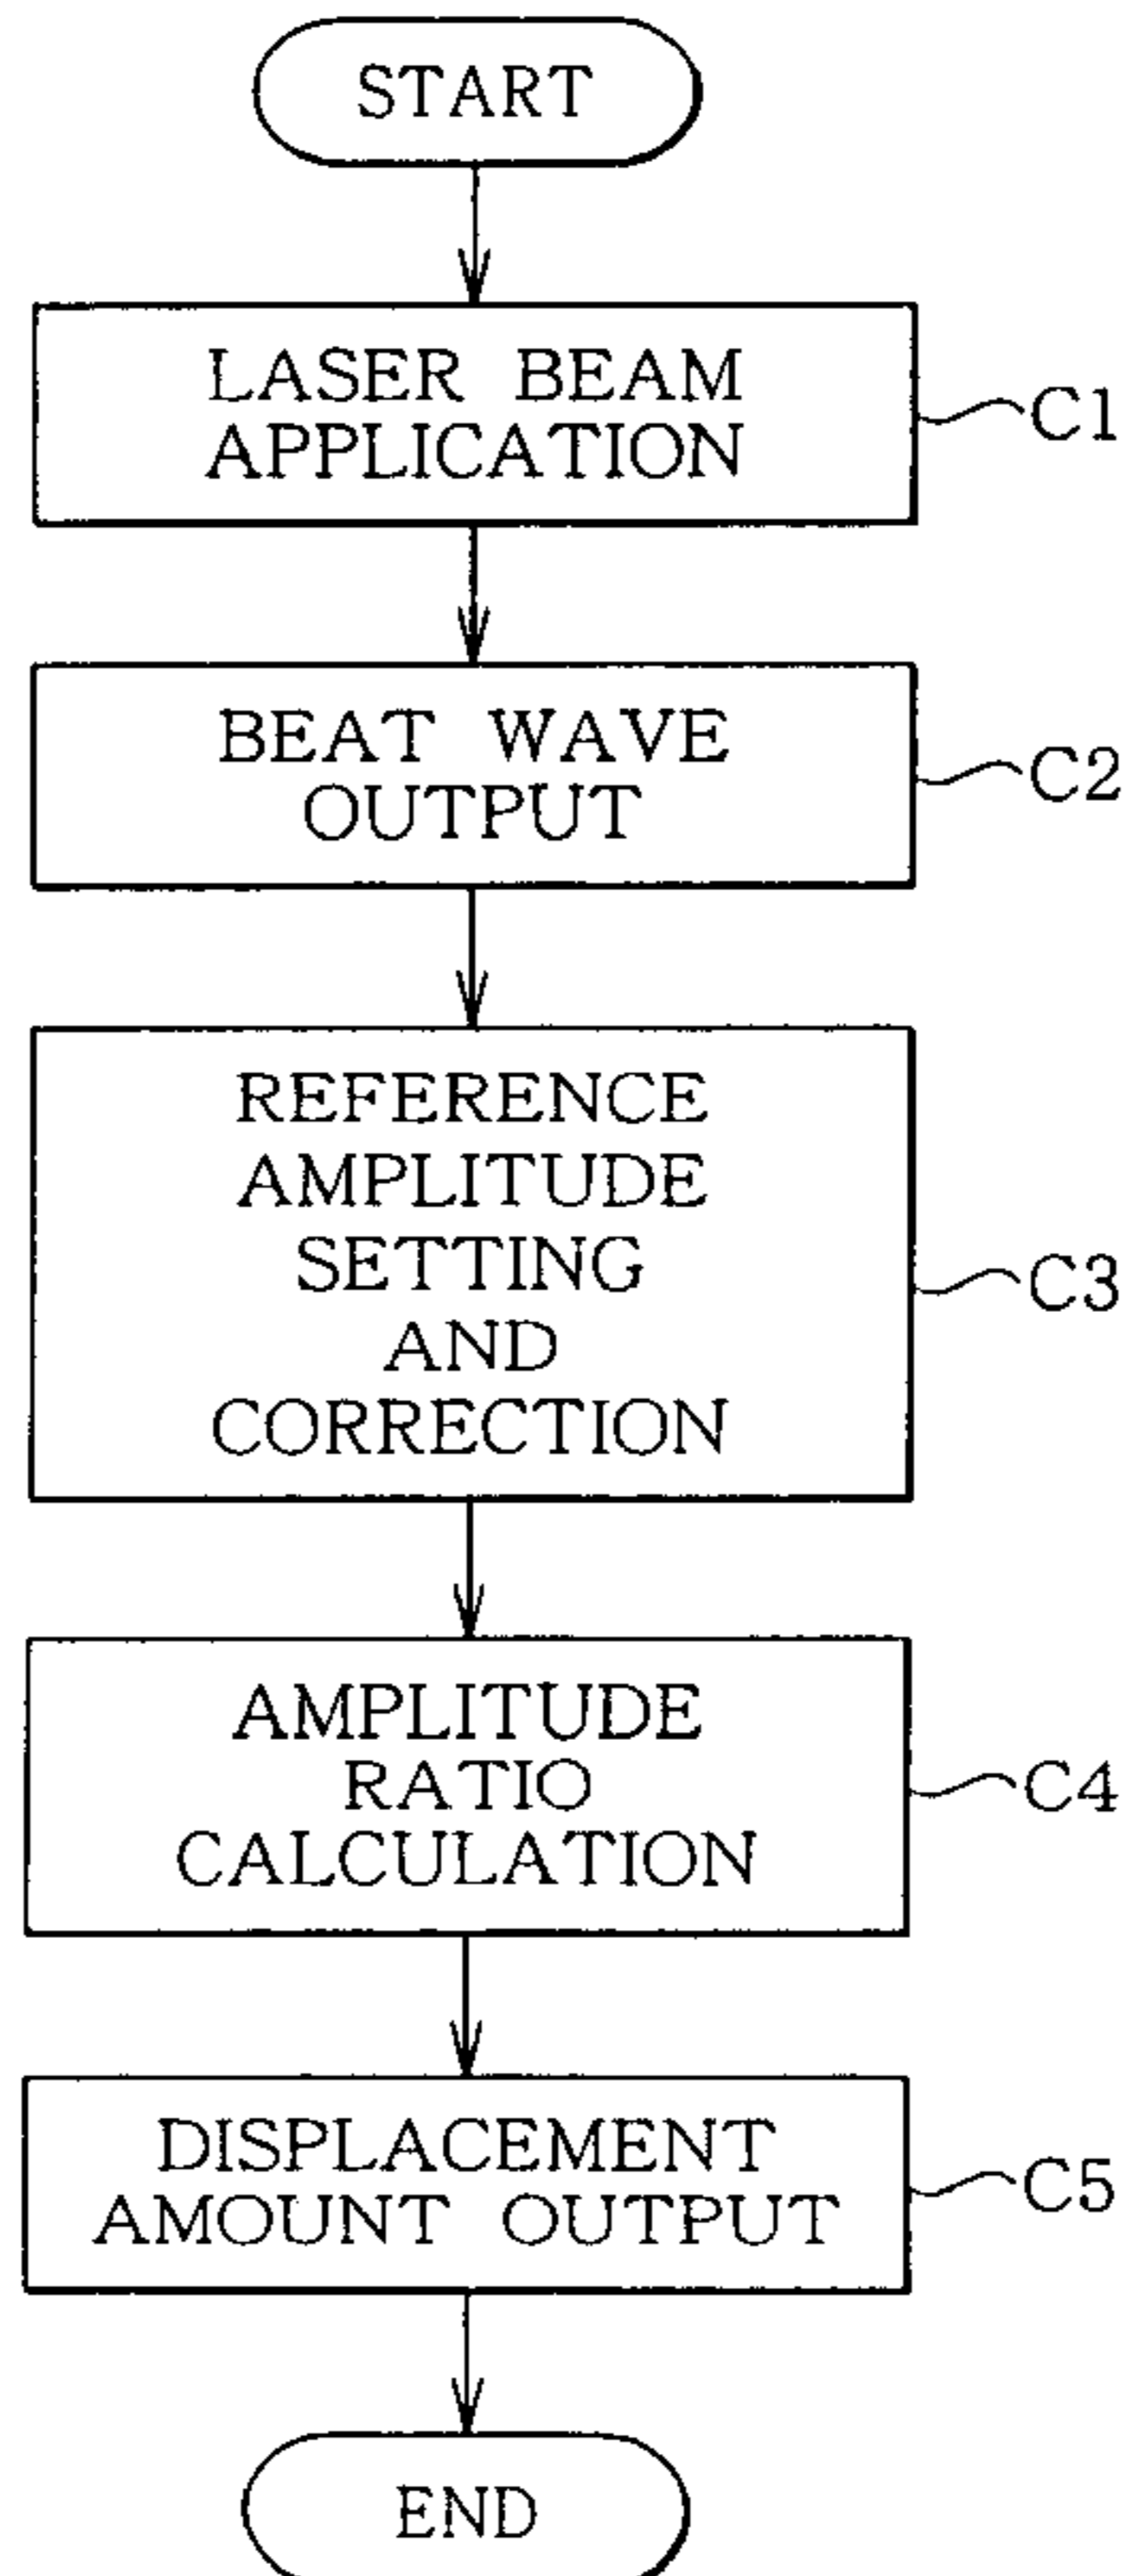 START
LASER BEAM
APPLICATION
C1
BEAT WAVE
OUTPUT
C2
REFERENCE
AMPLITUDE
SETTING
AND
CORRECTION
C3
AMPLITUDE
RATIO
CALCULATION
C4
DISPLACEMENT
AMOUNT OUTPUT
C5
END